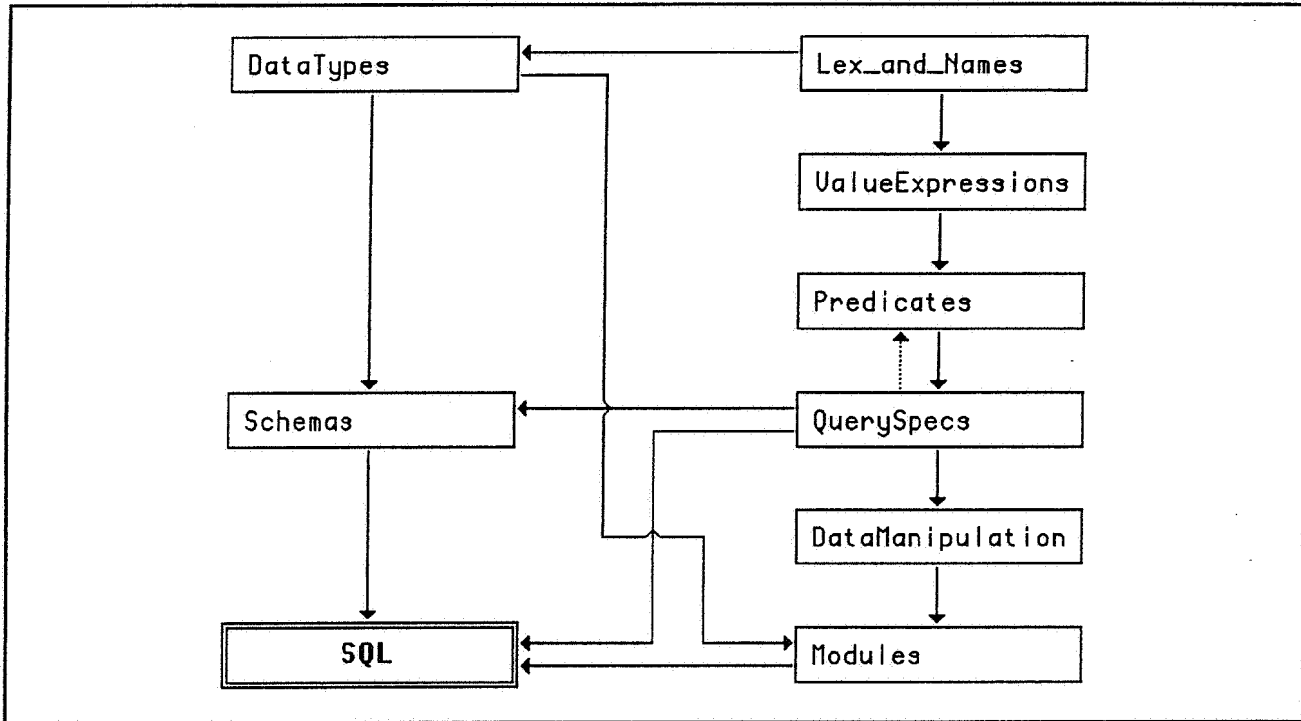 DataTypes
Lex_and_Names
ValueExpressions
Predicates
Schemas
QuerySpecs
DataManipulation
SQL
Modules